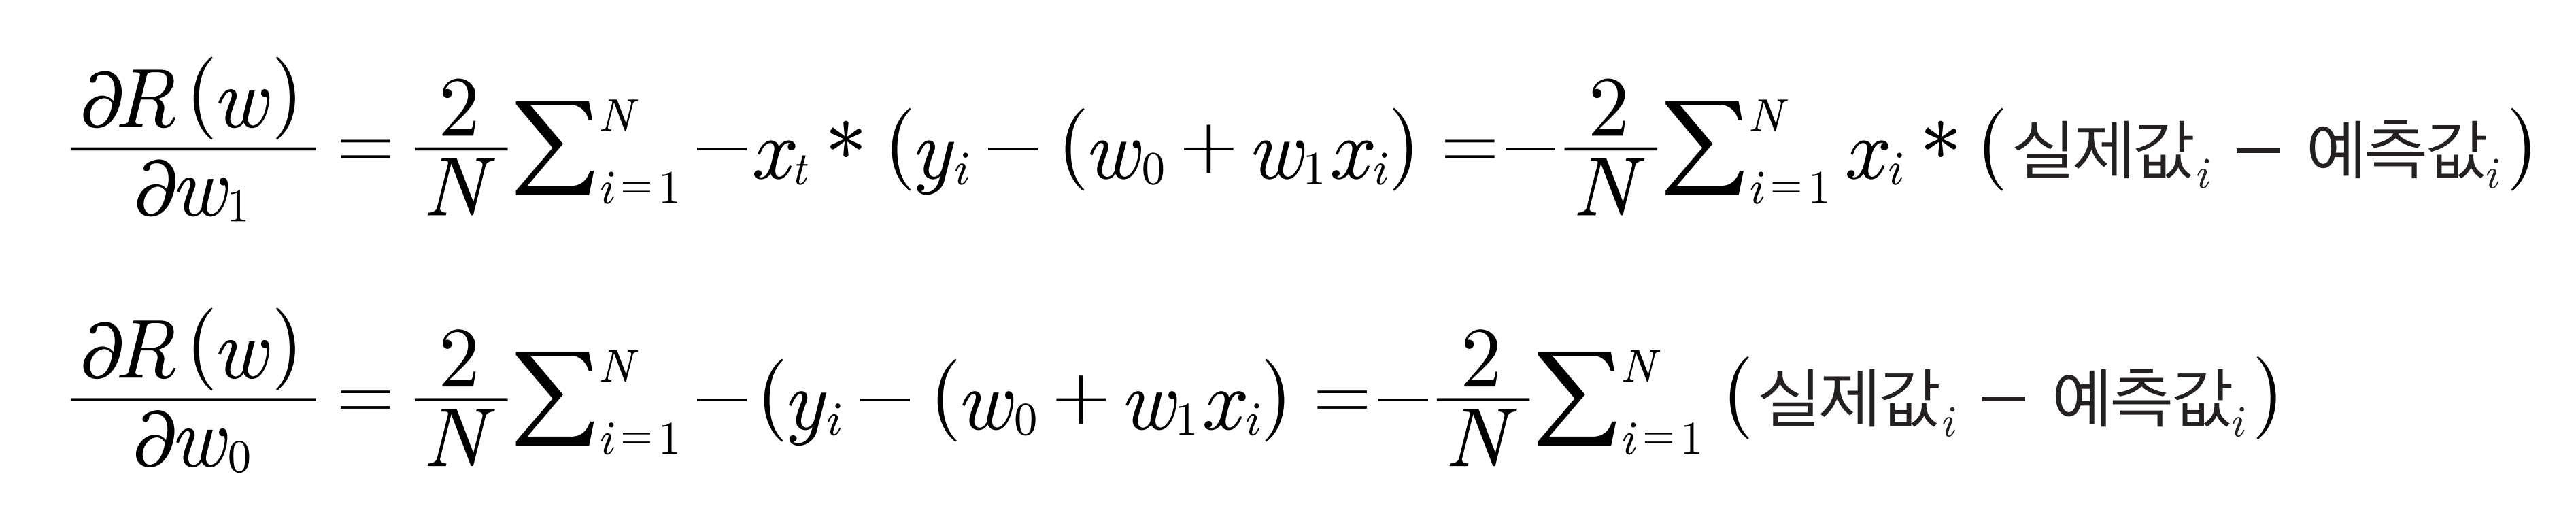 ∂R(w)/∂w₁ = 2/N ∑ᵢ₌₁ᴺ −xₜ * (yᵢ − (w₀ + w₁xᵢ) = −2/N ∑ᵢ₌₁ᴺ xᵢ * (실제값ᵢ − 예측값ᵢ)
∂R(w)/∂w₀ = 2/N ∑ᵢ₌₁ᴺ −(yᵢ − (w₀ + w₁xᵢ) = −2/N ∑ᵢ₌₁ᴺ (실제값ᵢ − 예측값ᵢ)